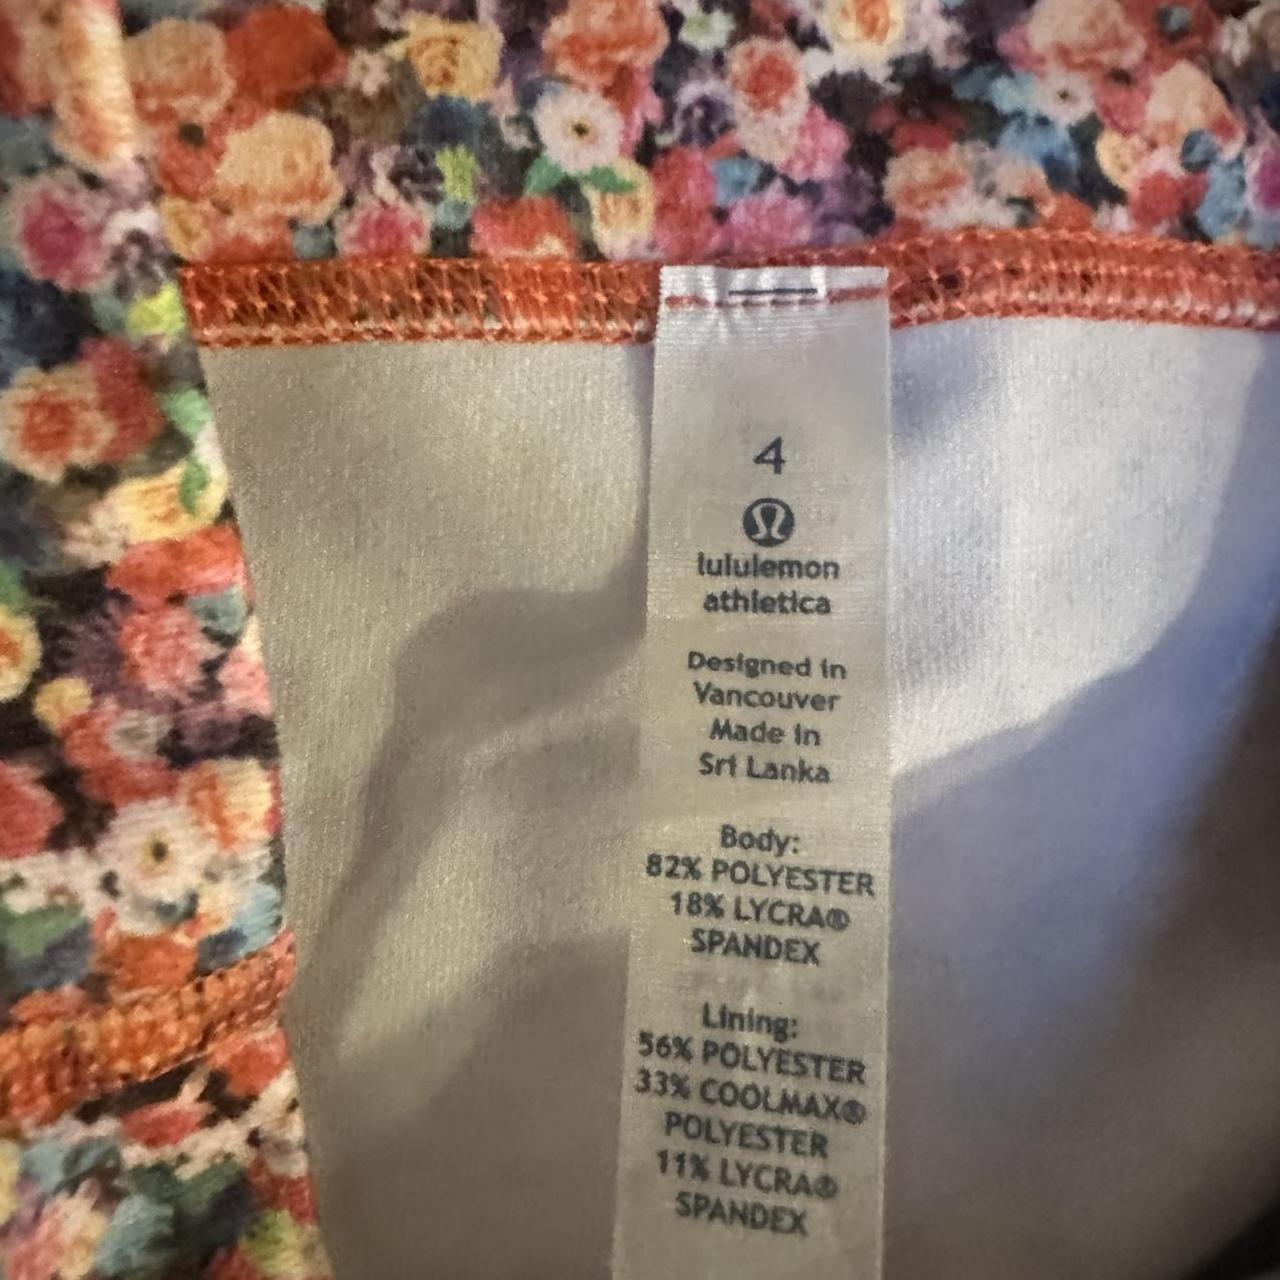 4
lululemon
athletica
Designed in
Vancouver
Made in
Sri Lanka
Body:
82% POLYESTER
18% LYCRA®
SPANDEX
Lining:
56% POLYESTER
33% COOLMAX®
POLYESTER
11% LYCRA®
SPANDEX